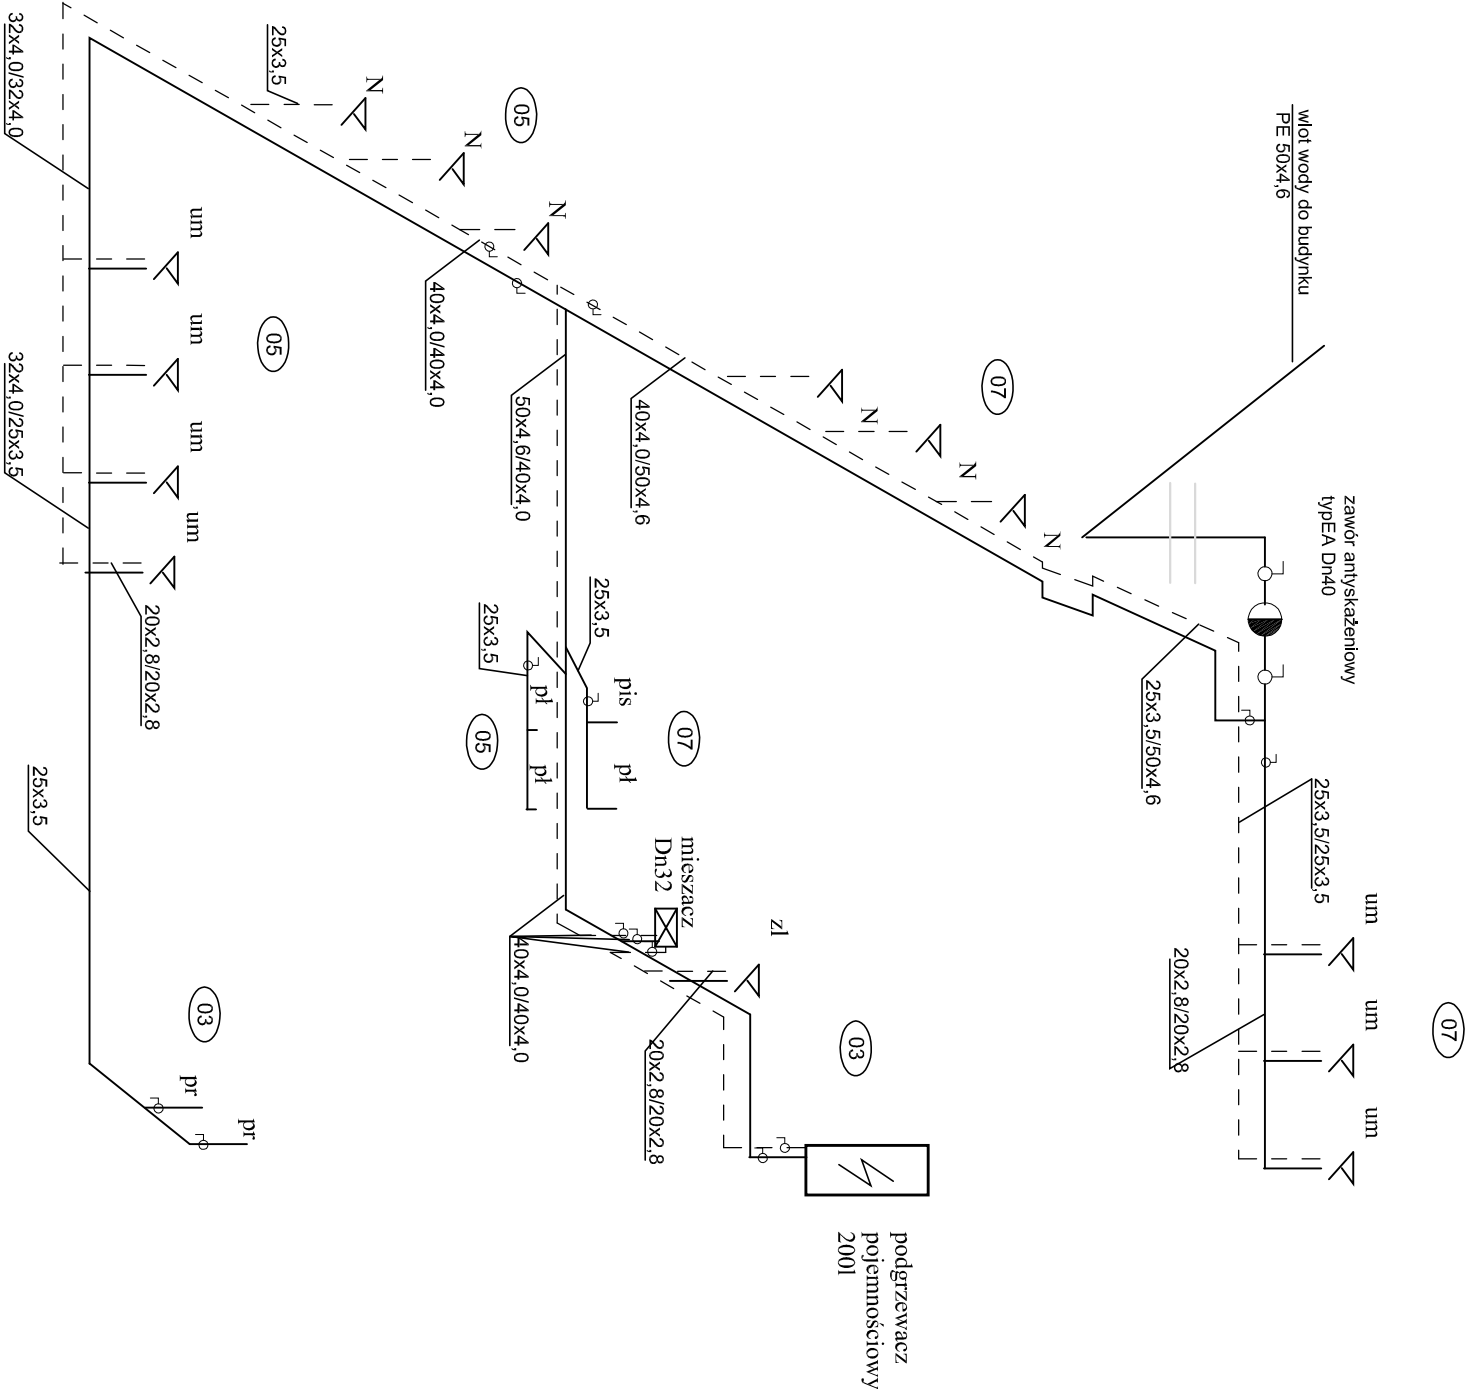 wlot wody do budynku
PE 50x4,6
zawór antyskażeniowy
typEA Dn40
07
um
um
um
25x3,5/25x3,5
20x2,8/20x2,8
25x3,5/50x4,6
07
N
N
N
40x4,0/50x4,6
05
N
N
N
25x3,5
40x4,0/40x4,0
50x4,6/40x4,0
25x3,5
25x3,5
pis
pł
07
pł
pł
05
mieszacz
Dn32
zl
40x4,0/40x4,0
20x2,8/20x2,8
03
podgrzewacz
pojemnościowy
200l
05
um
um
um
um
32x4,0/32x4,0
32x4,0/25x3,5
20x2,8/20x2,8
25x3,5
03
pr
pr